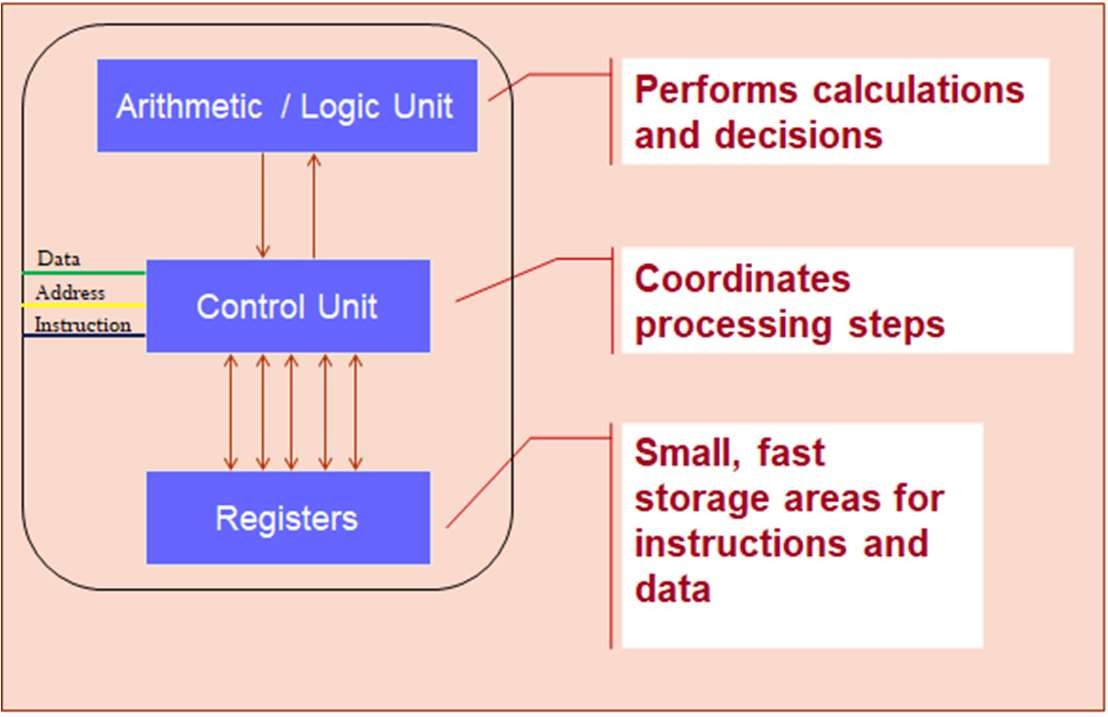 Arithmetic / Logic Unit
Performs calculations
and decisions
Data
Address
Instruction
Control Unit
Coordinates
processing steps
Registers
Small, fast
storage areas for
instructions and
data